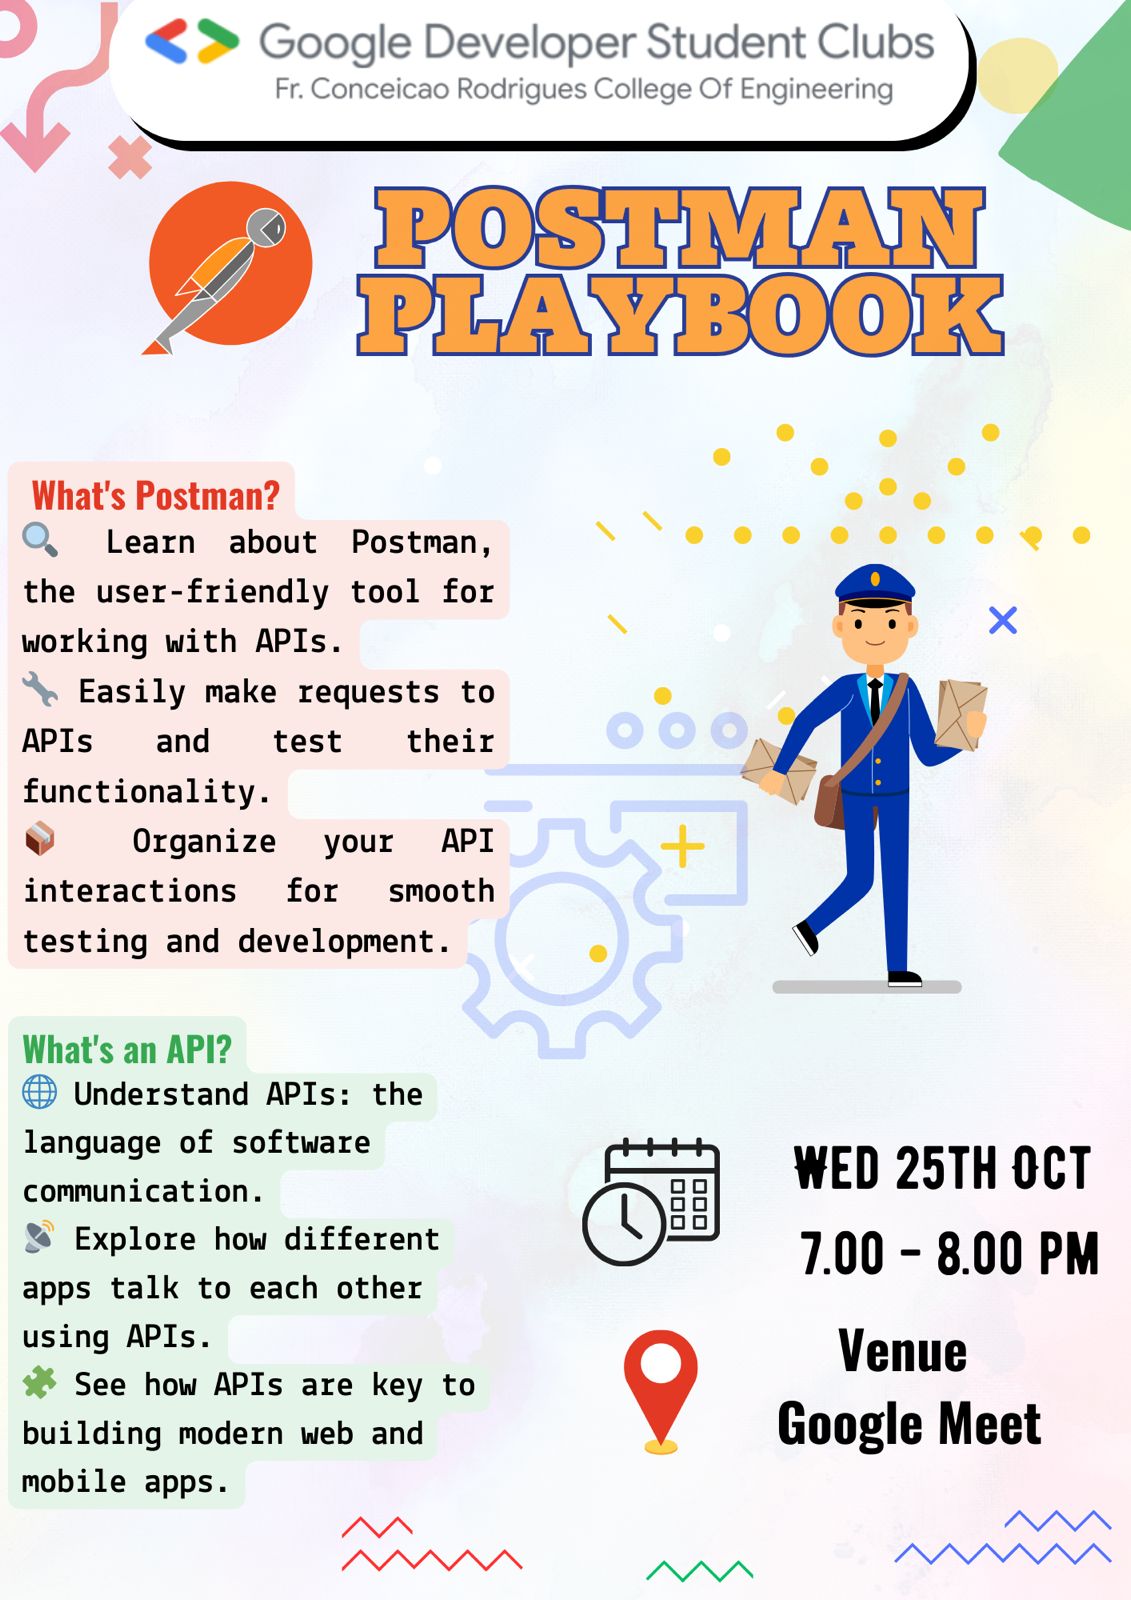 Google Developer Student Clubs
Fr. Conceicao Rodrigues College Of Engineering
POSTMAN
PLAYBOOK
What's Postman?
🔍 Learn about Postman,
the user-friendly tool for
working with APIs.
🔧 Easily make requests to
APIs and test their
functionality.
📦 Organize your API
interactions for smooth
testing and development.
What's an API?
🌐 Understand APIs: the
language of software
communication.
📡 Explore how different
apps talk to each other
using APIs.
🧩 See how APIs are key to
building modern web and
mobile apps.
WED 25TH OCT
7.00 - 8.00 PM
Venue
Google Meet